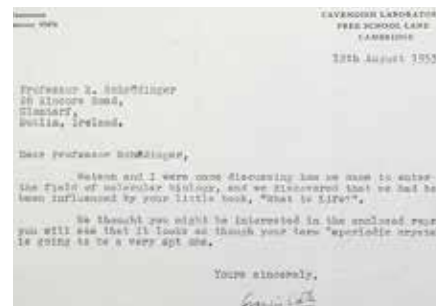 CAVENDISH LABORATOR
FREE SCHOOL LANE
CAMBRIDGE
12th August 1953
Professor E. Schrödinger
26 Kincora Road,
Clontarf,
Dublin, Ireland.
Dear Professor Schrödinger,
Watson and I were once discussing how we came to enter
the field of molecular biology, and we discovered that we had bo
been influenced by your little book, "What is Life?".
We thought you might be interested in the enclosed repr
you will see that it looks as though your term "aperiodic crysta
is going to be a very apt one.
Yours sincerely,